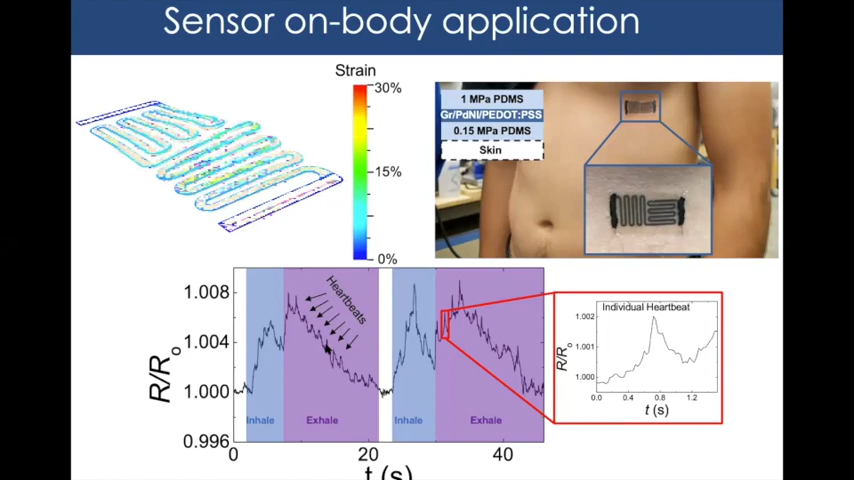 Sensor on-body application
Strain
30%
15%
0%
1 MPa PDMS
Gr/PdNI/PEDOT:PSS
0.15 MPa PDMS
Skin
R/Ro
1.008
1.004
1.000
0.996
Heartbeats
Inhale
Exhale
Inhale
Exhale
0
20
40
t (s)
Individual Heartbeat
R/Ro
1.002
1.001
1.000
0.0
0.4
0.8
1.2
t (s)